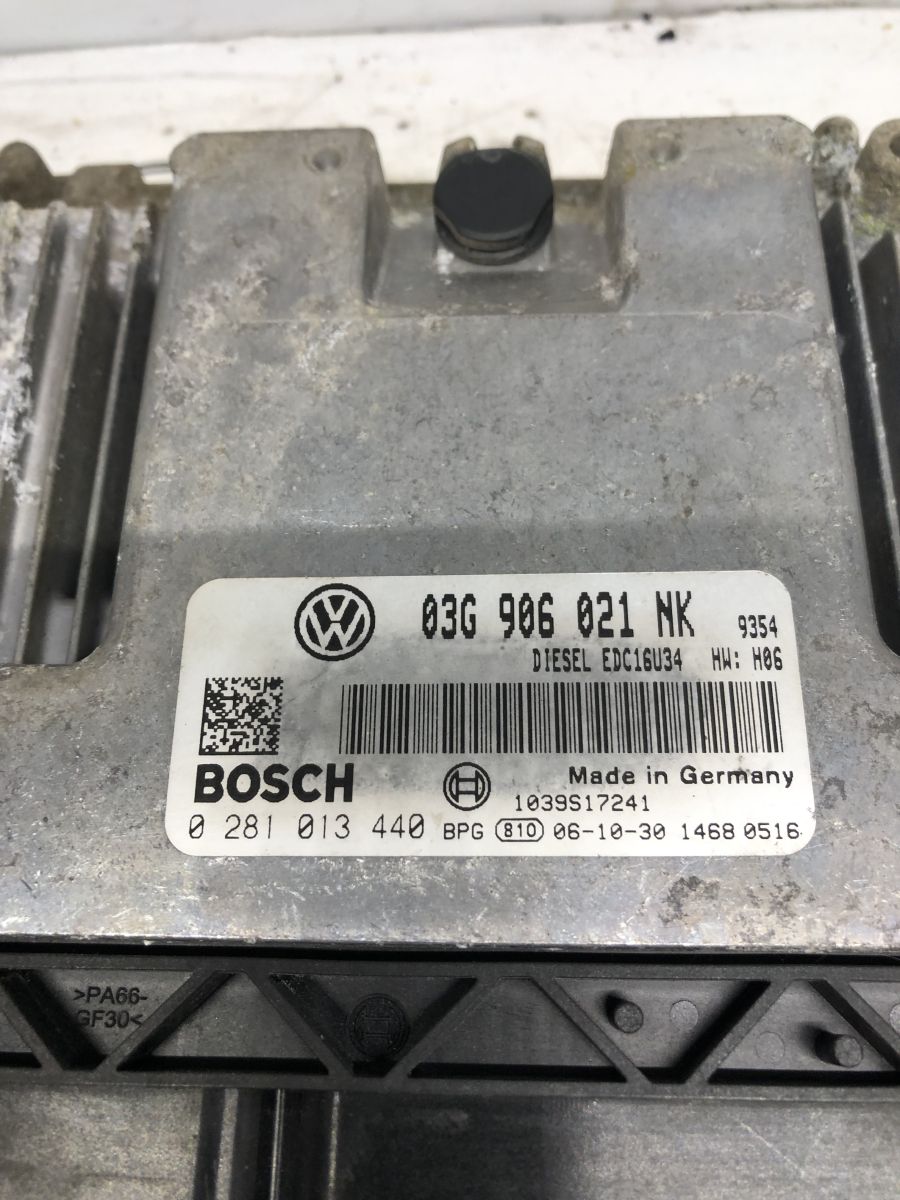 03G 906 021 NK 9354
DIESEL EDC16U34 HW: H06
BOSCH
Made in Germany
1039S17241
0 281 013 440 BPG 810 06-10-30 1468 0516
>PA66-
GF30<